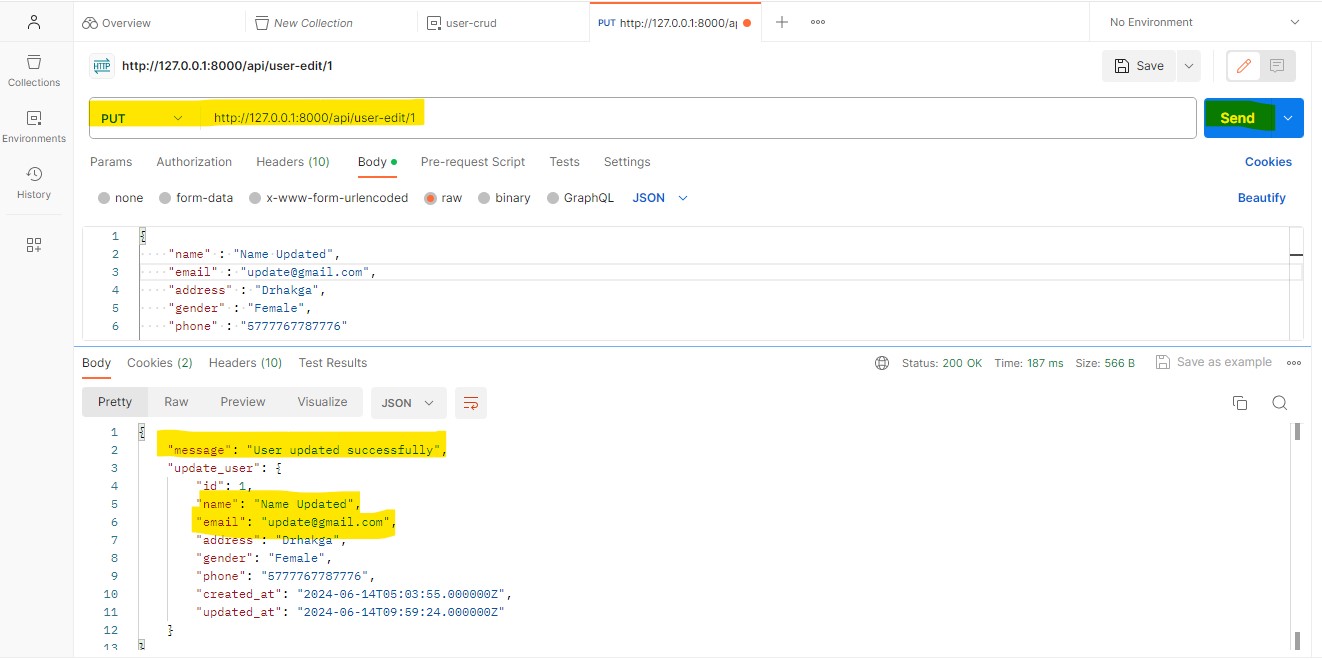 Overview New Collection user-crud PUT http://127.0.0.1:8000/ap No Environment
Collections
Environments
History
HTTP http://127.0.0.1:8000/api/user-edit/1 Save
PUT http://127.0.0.1:8000/api/user-edit/1 Send
Params Authorization Headers (10) Body Pre-request Script Tests Settings Cookies
none form-data x-www-form-urlencoded raw binary GraphQL JSON Beautify
1 {
2 "name" : "Name Updated",
3 "email" : "update@gmail.com",
4 "address" : "Drhakga",
5 "gender" : "Female",
6 "phone" : "5777767787776"
Body Cookies (2) Headers (10) Test Results Status: 200 OK Time: 187 ms Size: 566 B Save as example
Pretty Raw Preview Visualize JSON
1 {
2 "message": "User updated successfully",
3 "update_user": {
4 "id": 1,
5 "name": "Name Updated",
6 "email": "update@gmail.com",
7 "address": "Drhakga",
8 "gender": "Female",
9 "phone": "5777767787776",
10 "created_at": "2024-06-14T05:03:55.000000Z",
11 "updated_at": "2024-06-14T09:59:24.000000Z"
12 }
13 }